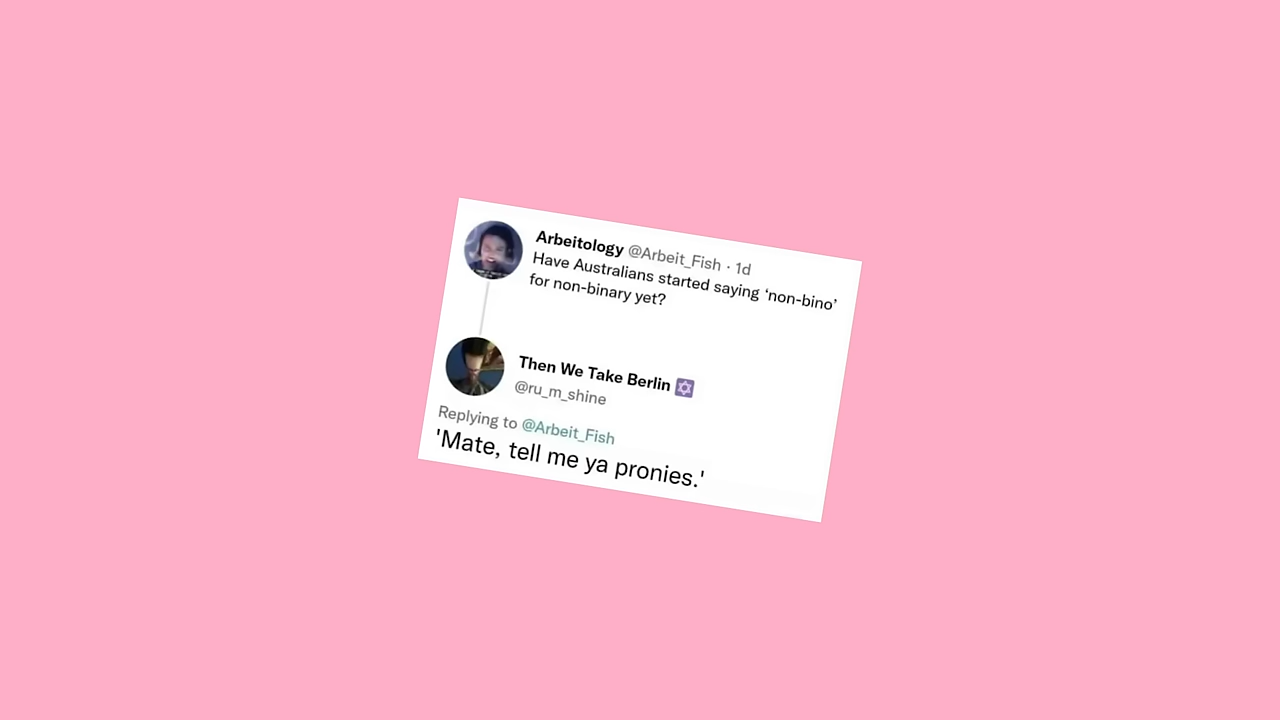 Arbeitology @Arbeit_Fish · 1d
Have Australians started saying ‘non-bino’
for non-binary yet?
Then We Take Berlin ✡
@ru_m_shine
Replying to @Arbeit_Fish
'Mate, tell me ya pronies.'